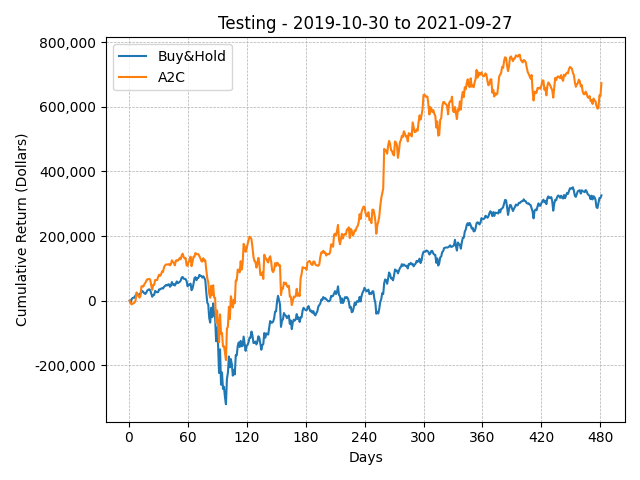 Testing - 2019-10-30 to 2021-09-27
Cumulative Return (Dollars)
800,000
600,000
400,000
200,000
0
-200,000
Buy&Hold
A2C
0 60 120 180 240 300 360 420 480
Days